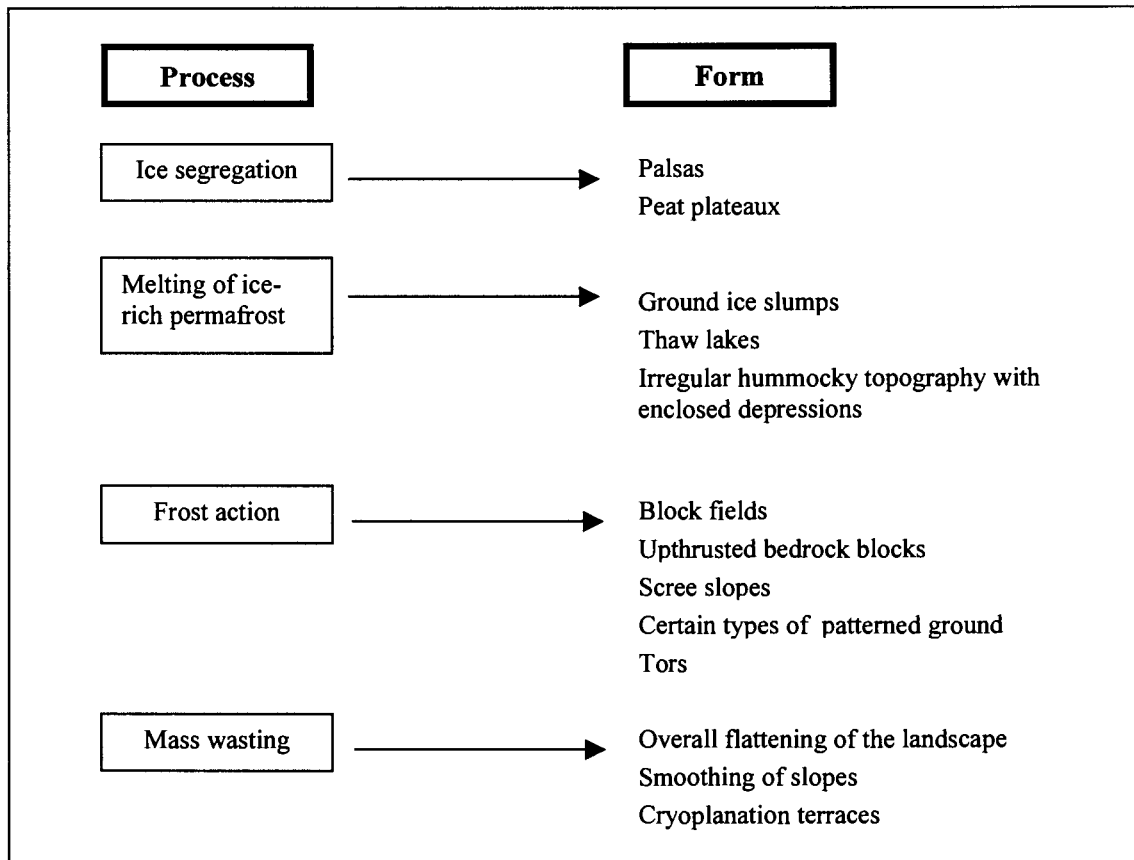 Process
Form
Ice segregation
Palsas
Peat plateaux
Melting of ice-
rich permafrost
Ground ice slumps
Thaw lakes
Irregular hummocky topography with
enclosed depressions
Frost action
Block fields
Upthrusted bedrock blocks
Scree slopes
Certain types of patterned ground
Tors
Mass wasting
Overall flattening of the landscape
Smoothing of slopes
Cryoplanation terraces